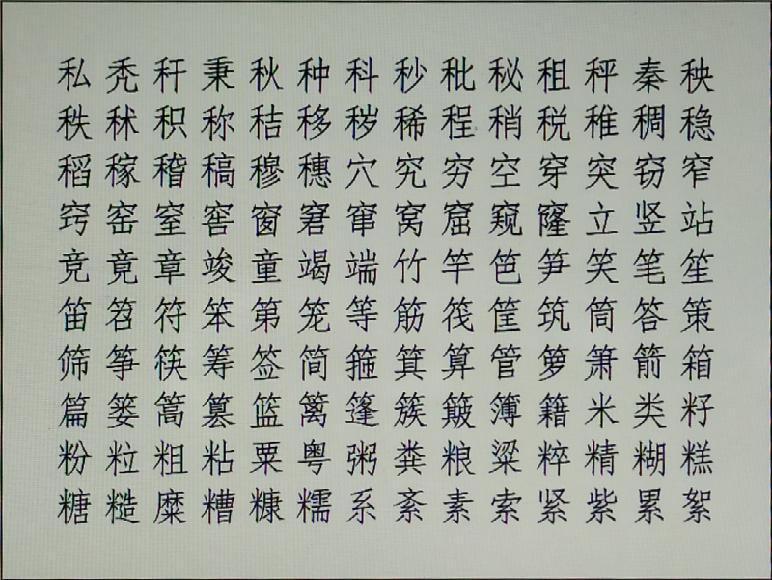 私秃秆秉秋种科秒秕秘租秤秦秧
秩秫积称秸移秽稀程稍税稚稠稳
稻稼稽稿穆穗穴究穷空穿突窃窄
窍窑窒窖窗窘窜窝窟窥窿立竖站
竞竟章竣童竭端竹竿笆笋笑笔笙
笛笤符笨第笼等筋筏筐筑筒答策
筛筝筷筹签简箍箕算管箩箫箭箱
篇篓篙篡篮篱篷簇簸簿籍米类籽
粉粒粗粘粟粤粥粪粮粱粹精糊糕
糖糙糜糟糠糯系紊素索紧紫累絮